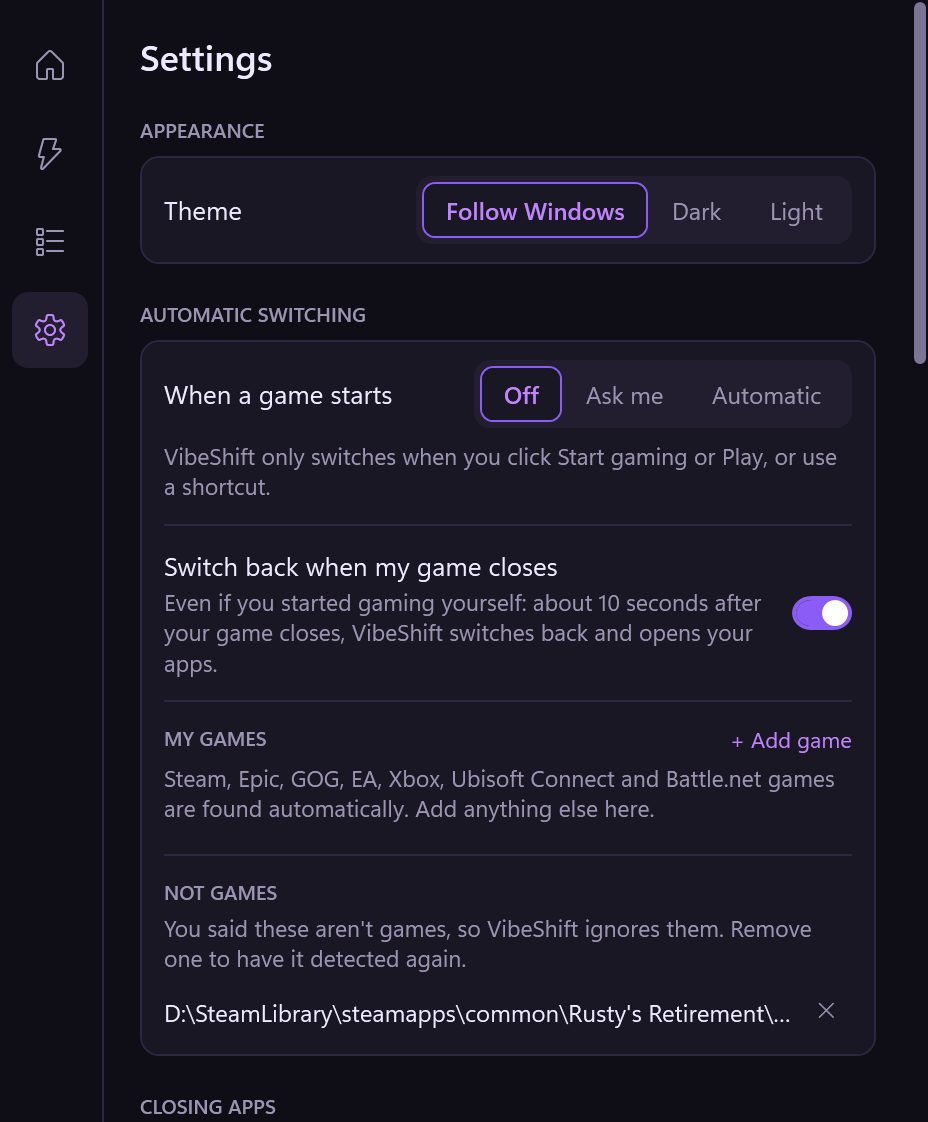 Settings
APPEARANCE
Theme
Follow Windows
Dark
Light
AUTOMATIC SWITCHING
When a game starts
Off
Ask me
Automatic
VibeShift only switches when you click Start gaming or Play, or use
a shortcut.
Switch back when my game closes
Even if you started gaming yourself: about 10 seconds after
your game closes, VibeShift switches back and opens your
apps.
MY GAMES
+ Add game
Steam, Epic, GOG, EA, Xbox, Ubisoft Connect and Battle.net games
are found automatically. Add anything else here.
NOT GAMES
You said these aren't games, so VibeShift ignores them. Remove
one to have it detected again.
D:\SteamLibrary\steamapps\common\Rusty's Retirement\...
CLOSING APPS